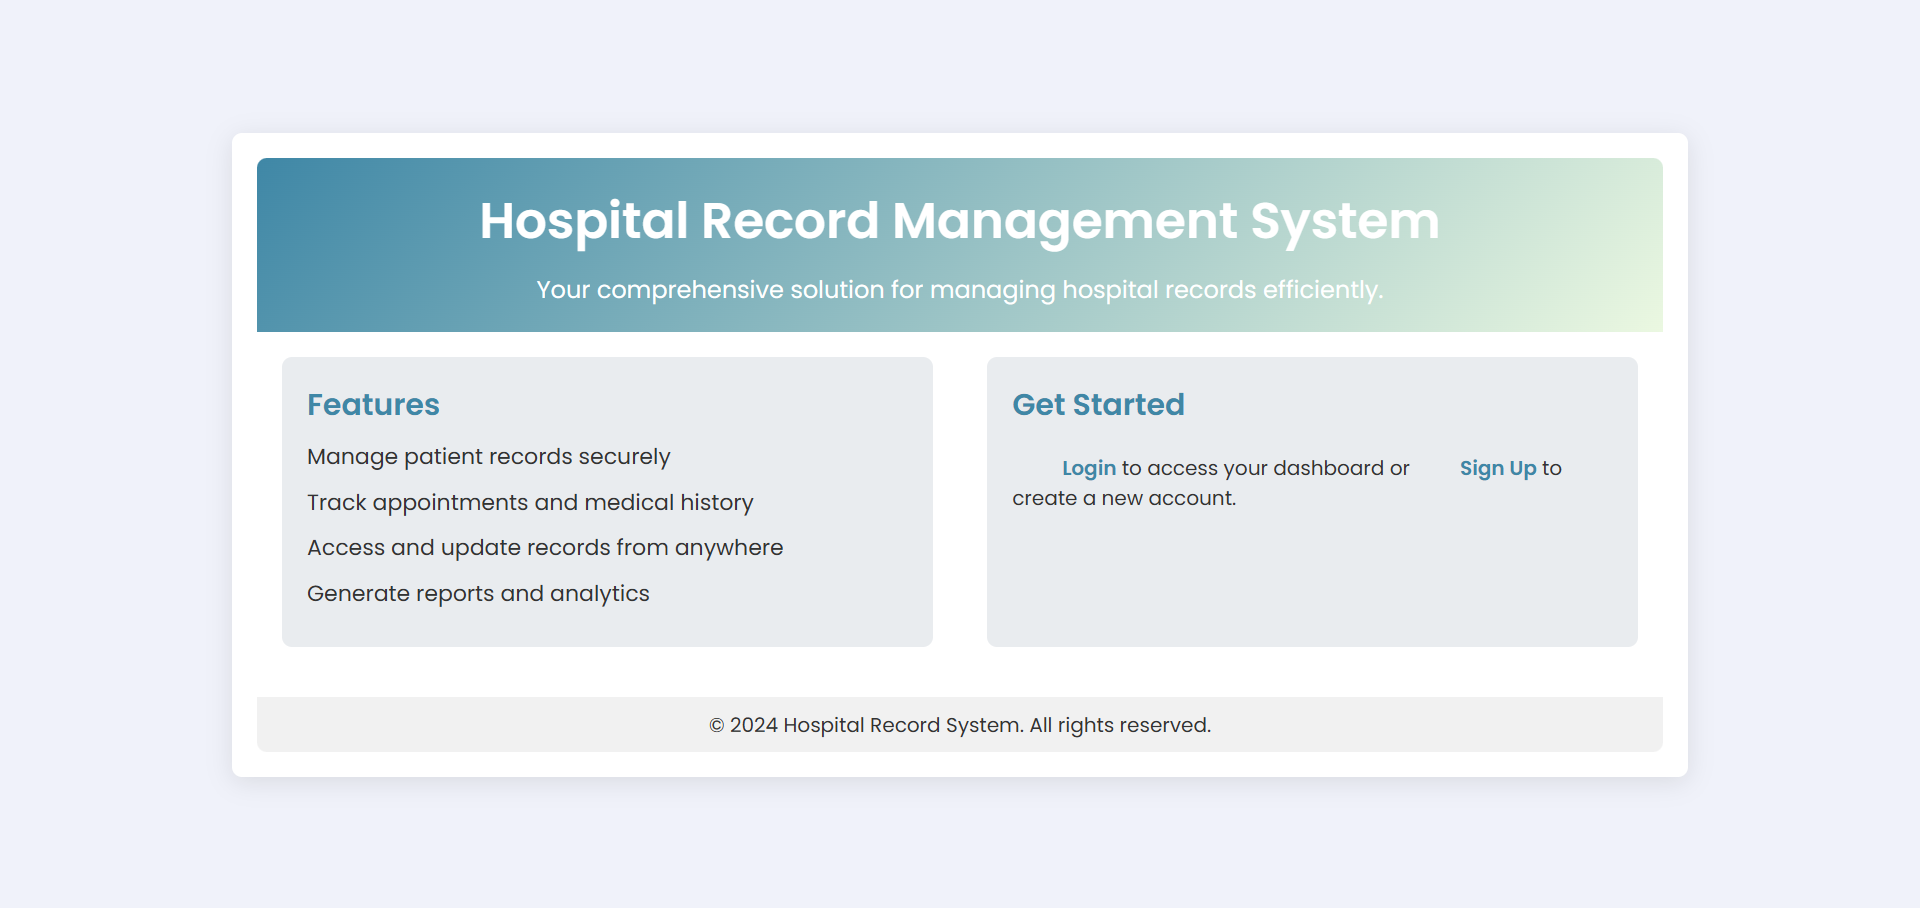 Hospital Record Management System
Your comprehensive solution for managing hospital records efficiently.
Features
Manage patient records securely
Track appointments and medical history
Access and update records from anywhere
Generate reports and analytics
Get Started
Login to access your dashboard or Sign Up to
create a new account.
© 2024 Hospital Record System. All rights reserved.